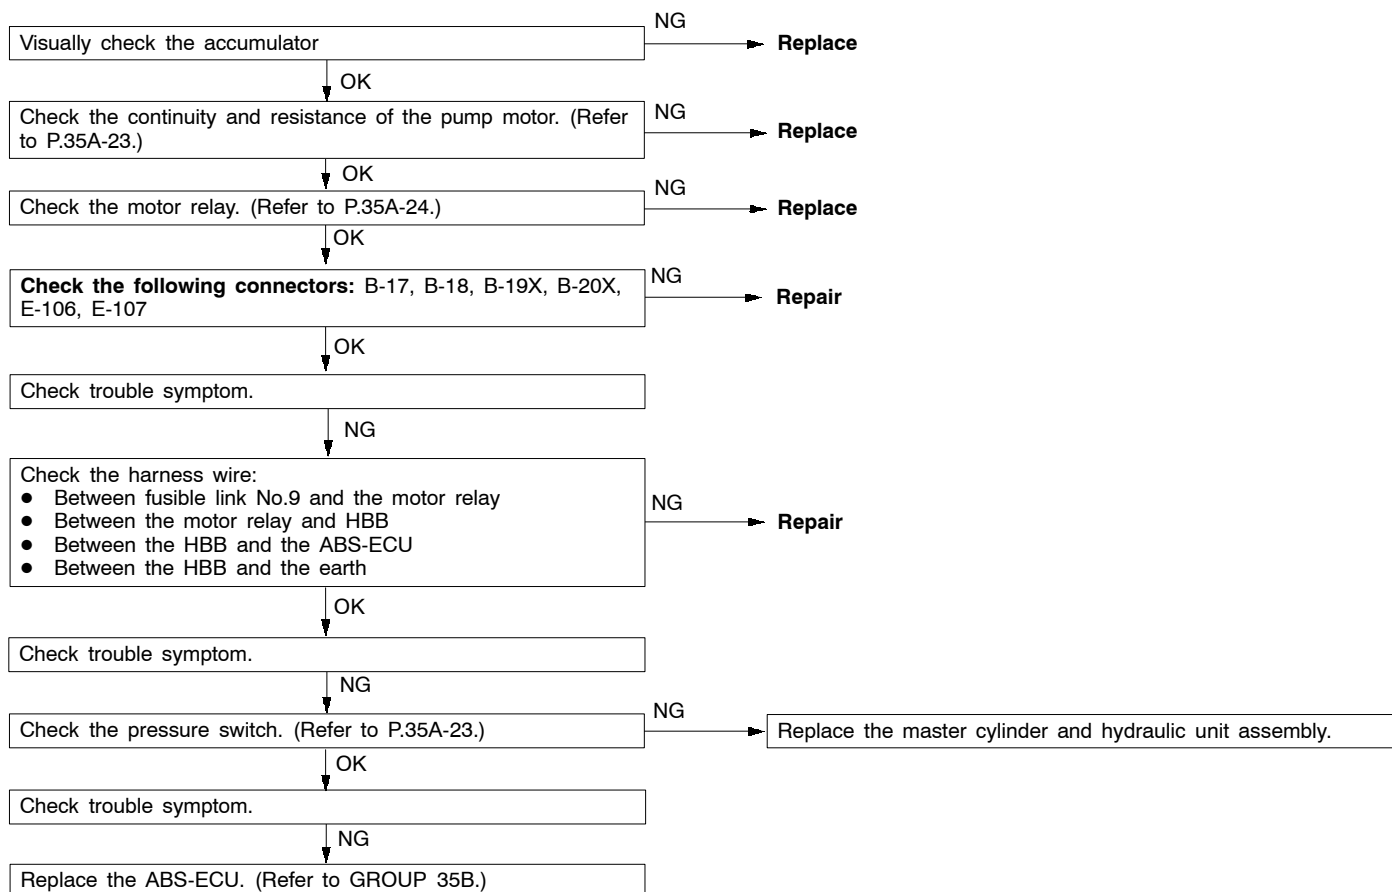 NG
Visually check the accumulator
Replace
OK
Check the continuity and resistance of the pump motor. (Refer
to P.35A-23.)
NG
Replace
OK
Check the motor relay. (Refer to P.35A-24.)
NG
Replace
OK
Check the following connectors: B-17, B-18, B-19X, B-20X,
E-106, E-107
NG
Repair
OK
Check trouble symptom.
NG
Check the harness wire:
● Between fusible link No.9 and the motor relay
● Between the motor relay and HBB
● Between the HBB and the ABS-ECU
● Between the HBB and the earth
NG
Repair
OK
Check trouble symptom.
NG
Check the pressure switch. (Refer to P.35A-23.)
NG
Replace the master cylinder and hydraulic unit assembly.
OK
Check trouble symptom.
NG
Replace the ABS-ECU. (Refer to GROUP 35B.)